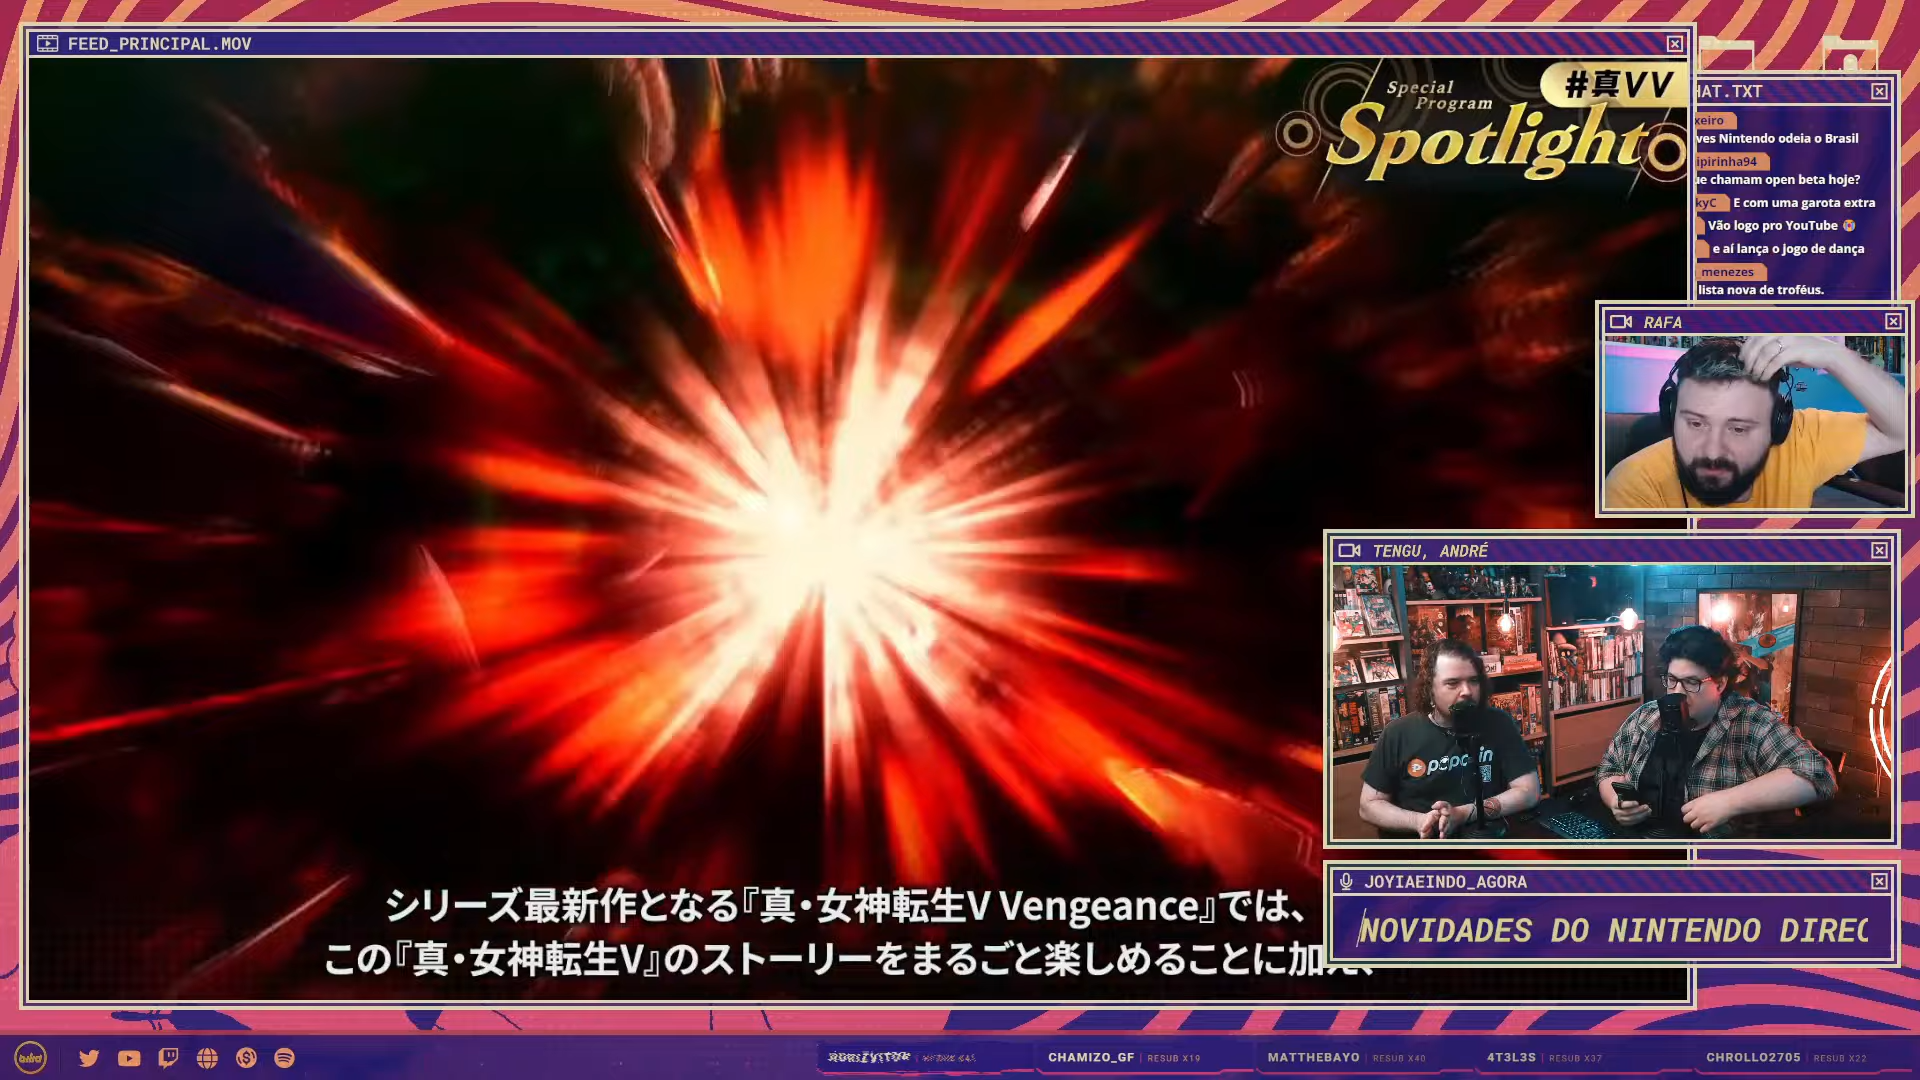 FEED_PRINCIPAL.MOV
#真VV
Special
Program
Spotlight
HAT.TXT
xeiro
ves Nintendo odeia o Brasil
ipirinha94
ue chamam open beta hoje?
kyC E com uma garota extra
Vão logo pro YouTube
e aí lança o jogo de dança
menezes
lista nova de troféus.
RAFA
TENGU, ANDRÉ
popc in
シリーズ最新作となる『真・女神転生V Vengeance』では、
この『真・女神転生V』のストーリーをまるごと楽しめることに加え、
JOYIAEINDO_AGORA
NOVIDADES DO NINTENDO DIREC
CHAMIZO_GF | RESUB X19
MATTHEBAYO | RESUB X40
4T3L3S | RESUB X37
CHROLLO2705 | RESUB X22